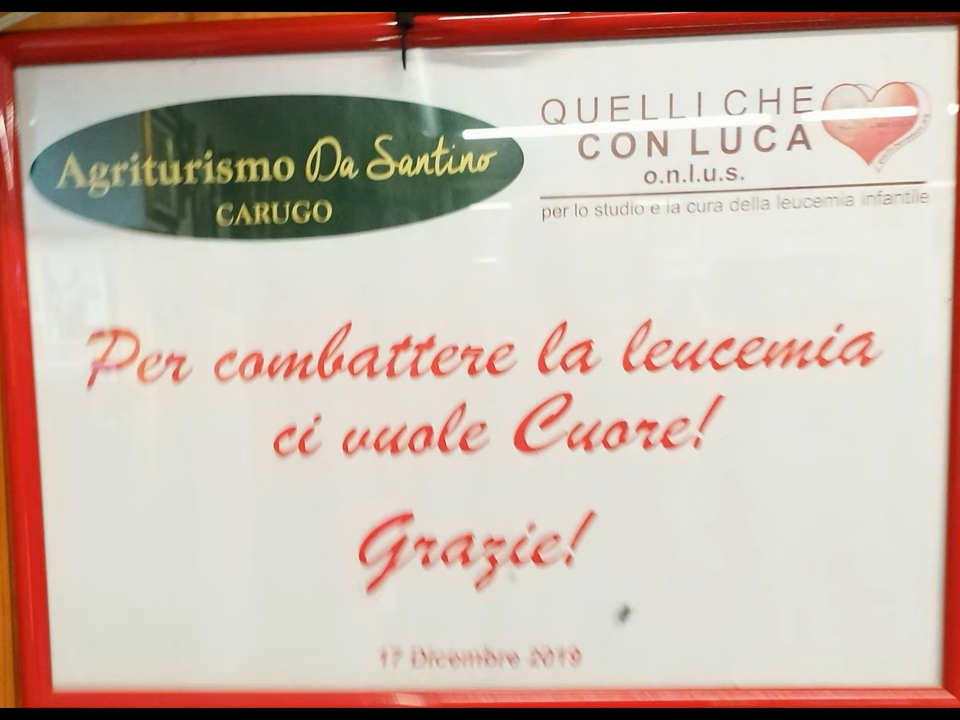 Agriturismo Da Santino
CARUGO
QUELLI CHE
CON LUCA
o.n.l.u.s.
per lo studio e la cura della leucemia infantile
Per combattere la leucemia
ci vuole Cuore!
Grazie!
17 Dicembre 2019